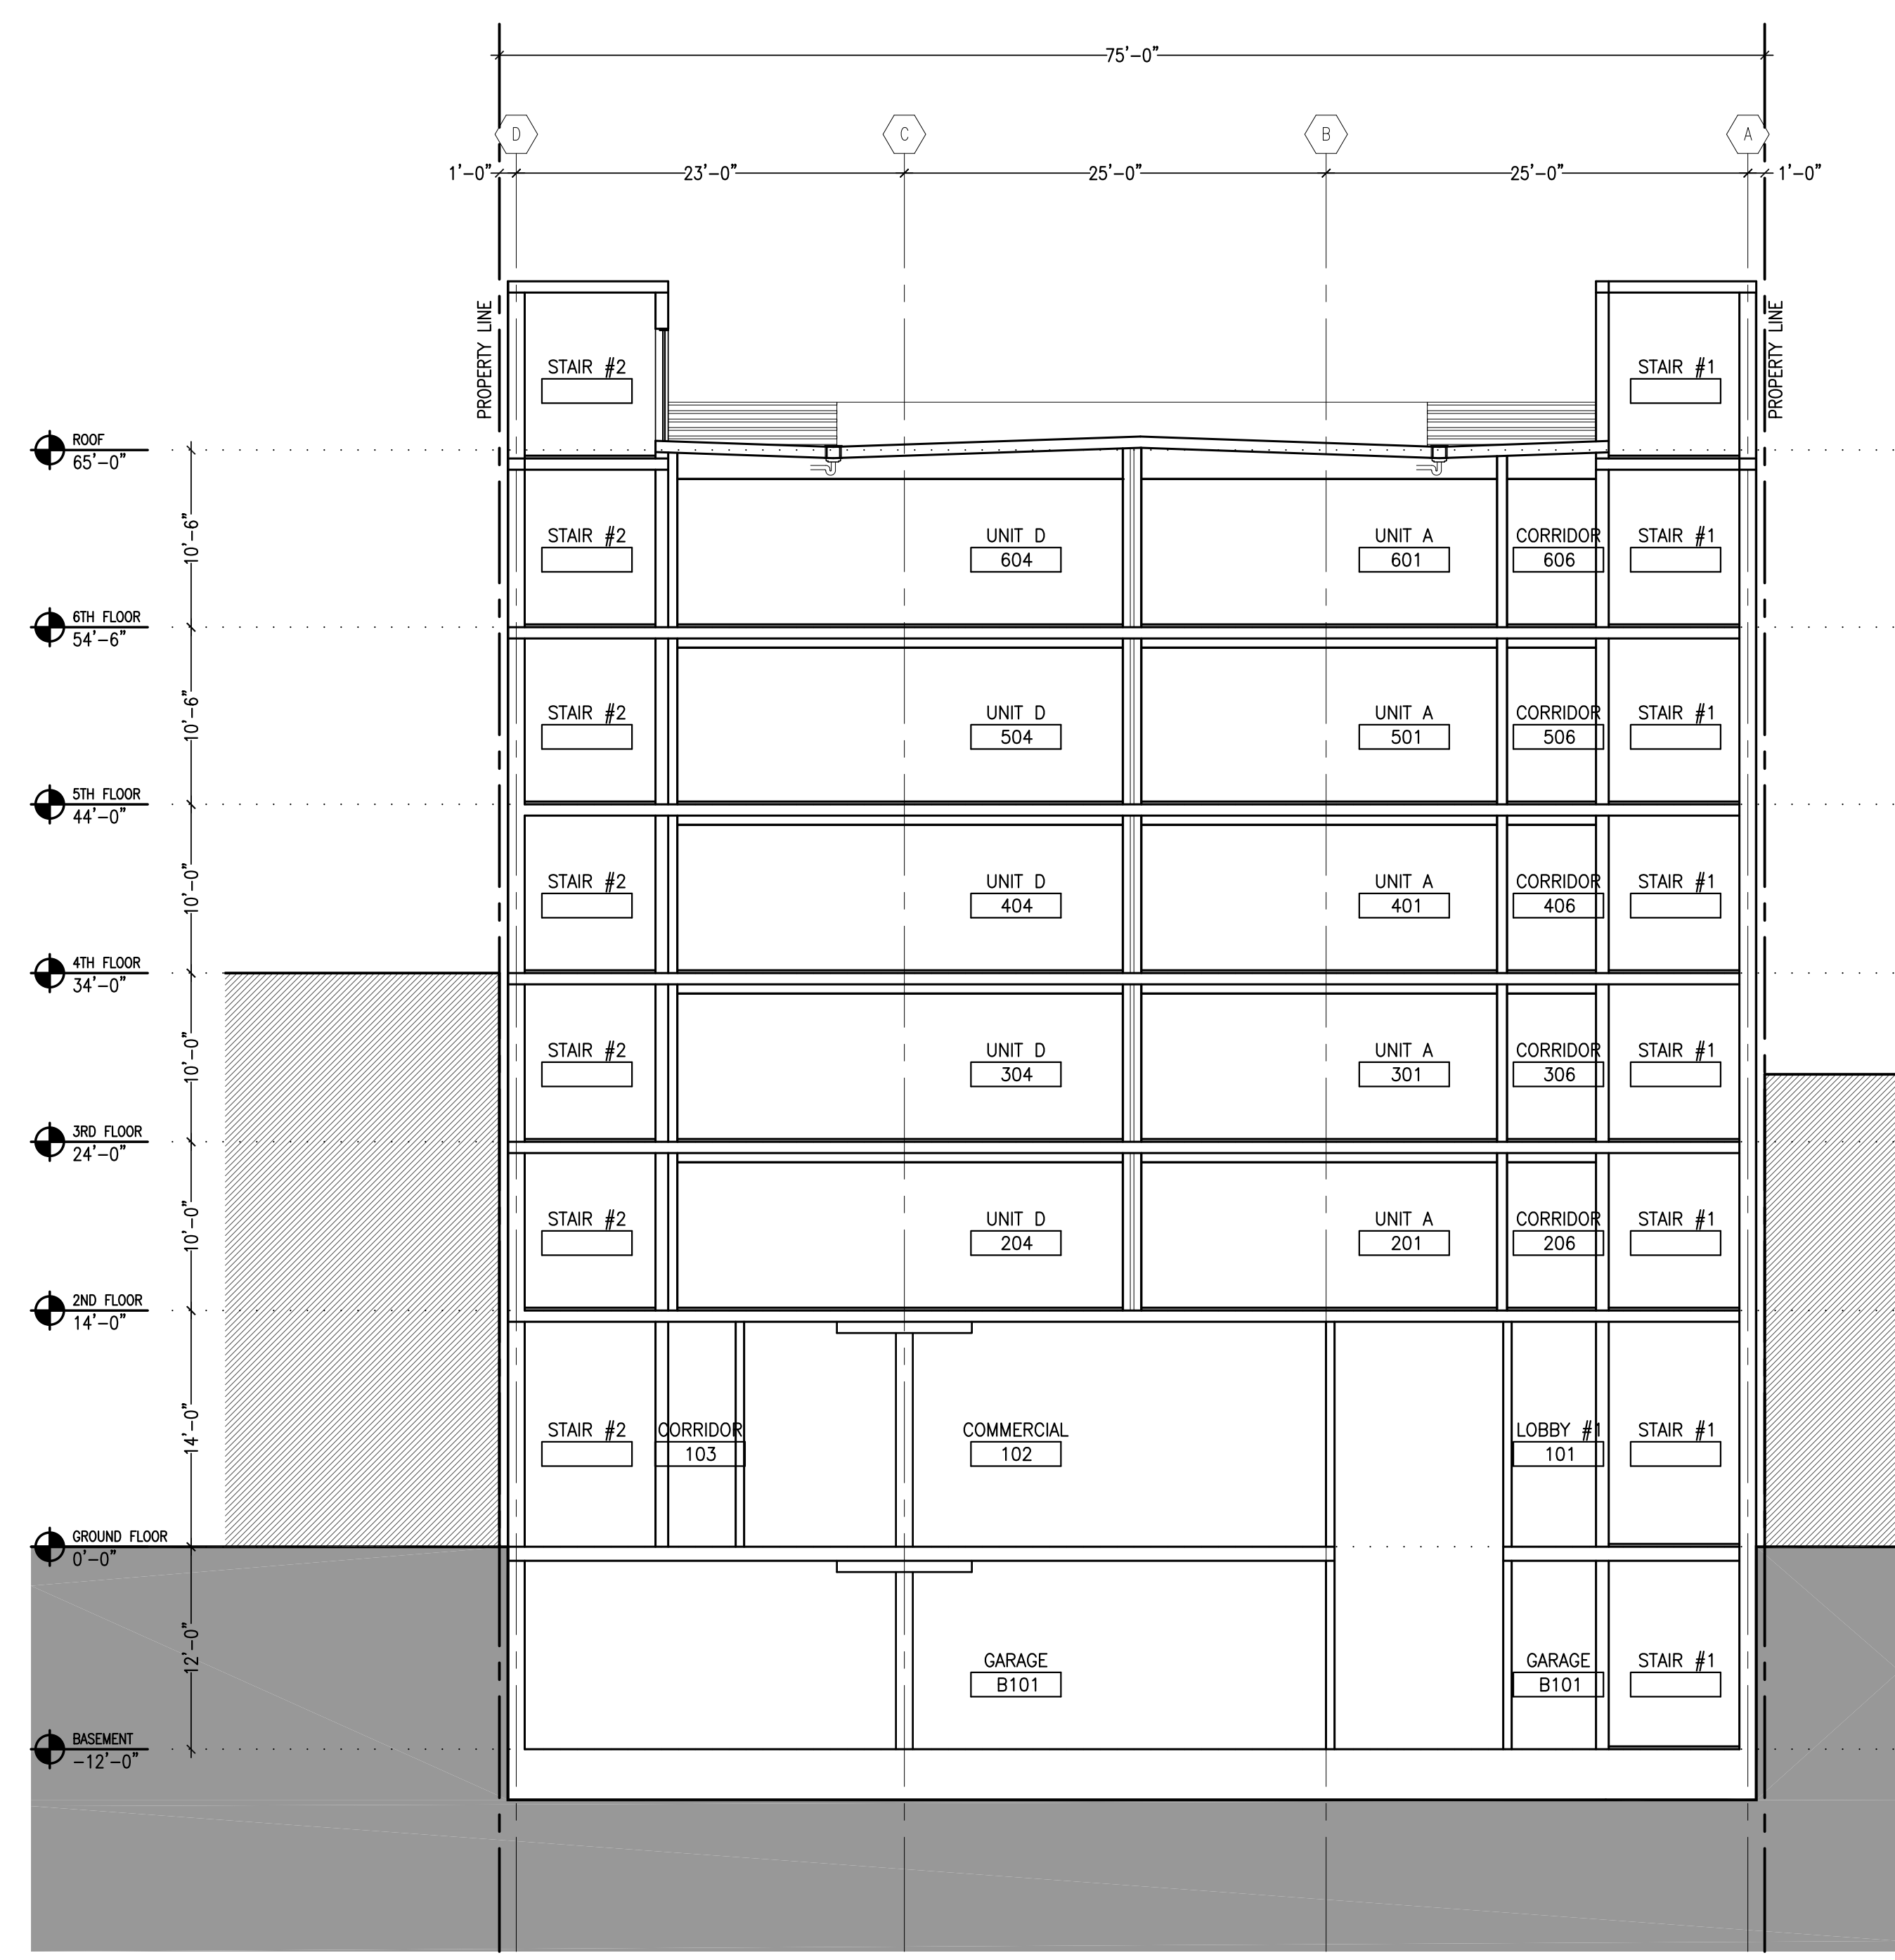 75'-0"
D
C
B
A
1'-0"
23'-0"
25'-0"
25'-0"
1'-0"
PROPERTY LINE
PROPERTY LINE
STAIR #2
STAIR #1
ROOF
65'-0"
10'-6"
STAIR #2
UNIT D
604
UNIT A
601
CORRIDOR
606
STAIR #1
6TH FLOOR
54'-6"
10'-6"
STAIR #2
UNIT D
504
UNIT A
501
CORRIDOR
506
STAIR #1
5TH FLOOR
44'-0"
10'-0"
STAIR #2
UNIT D
404
UNIT A
401
CORRIDOR
406
STAIR #1
4TH FLOOR
34'-0"
10'-0"
STAIR #2
UNIT D
304
UNIT A
301
CORRIDOR
306
STAIR #1
3RD FLOOR
24'-0"
10'-0"
STAIR #2
UNIT D
204
UNIT A
201
CORRIDOR
206
STAIR #1
2ND FLOOR
14'-0"
14'-0"
STAIR #2
CORRIDOR
103
COMMERCIAL
102
LOBBY #1
101
STAIR #1
GROUND FLOOR
0'-0"
12'-0"
GARAGE
B101
GARAGE
B101
STAIR #1
BASEMENT
-12'-0"